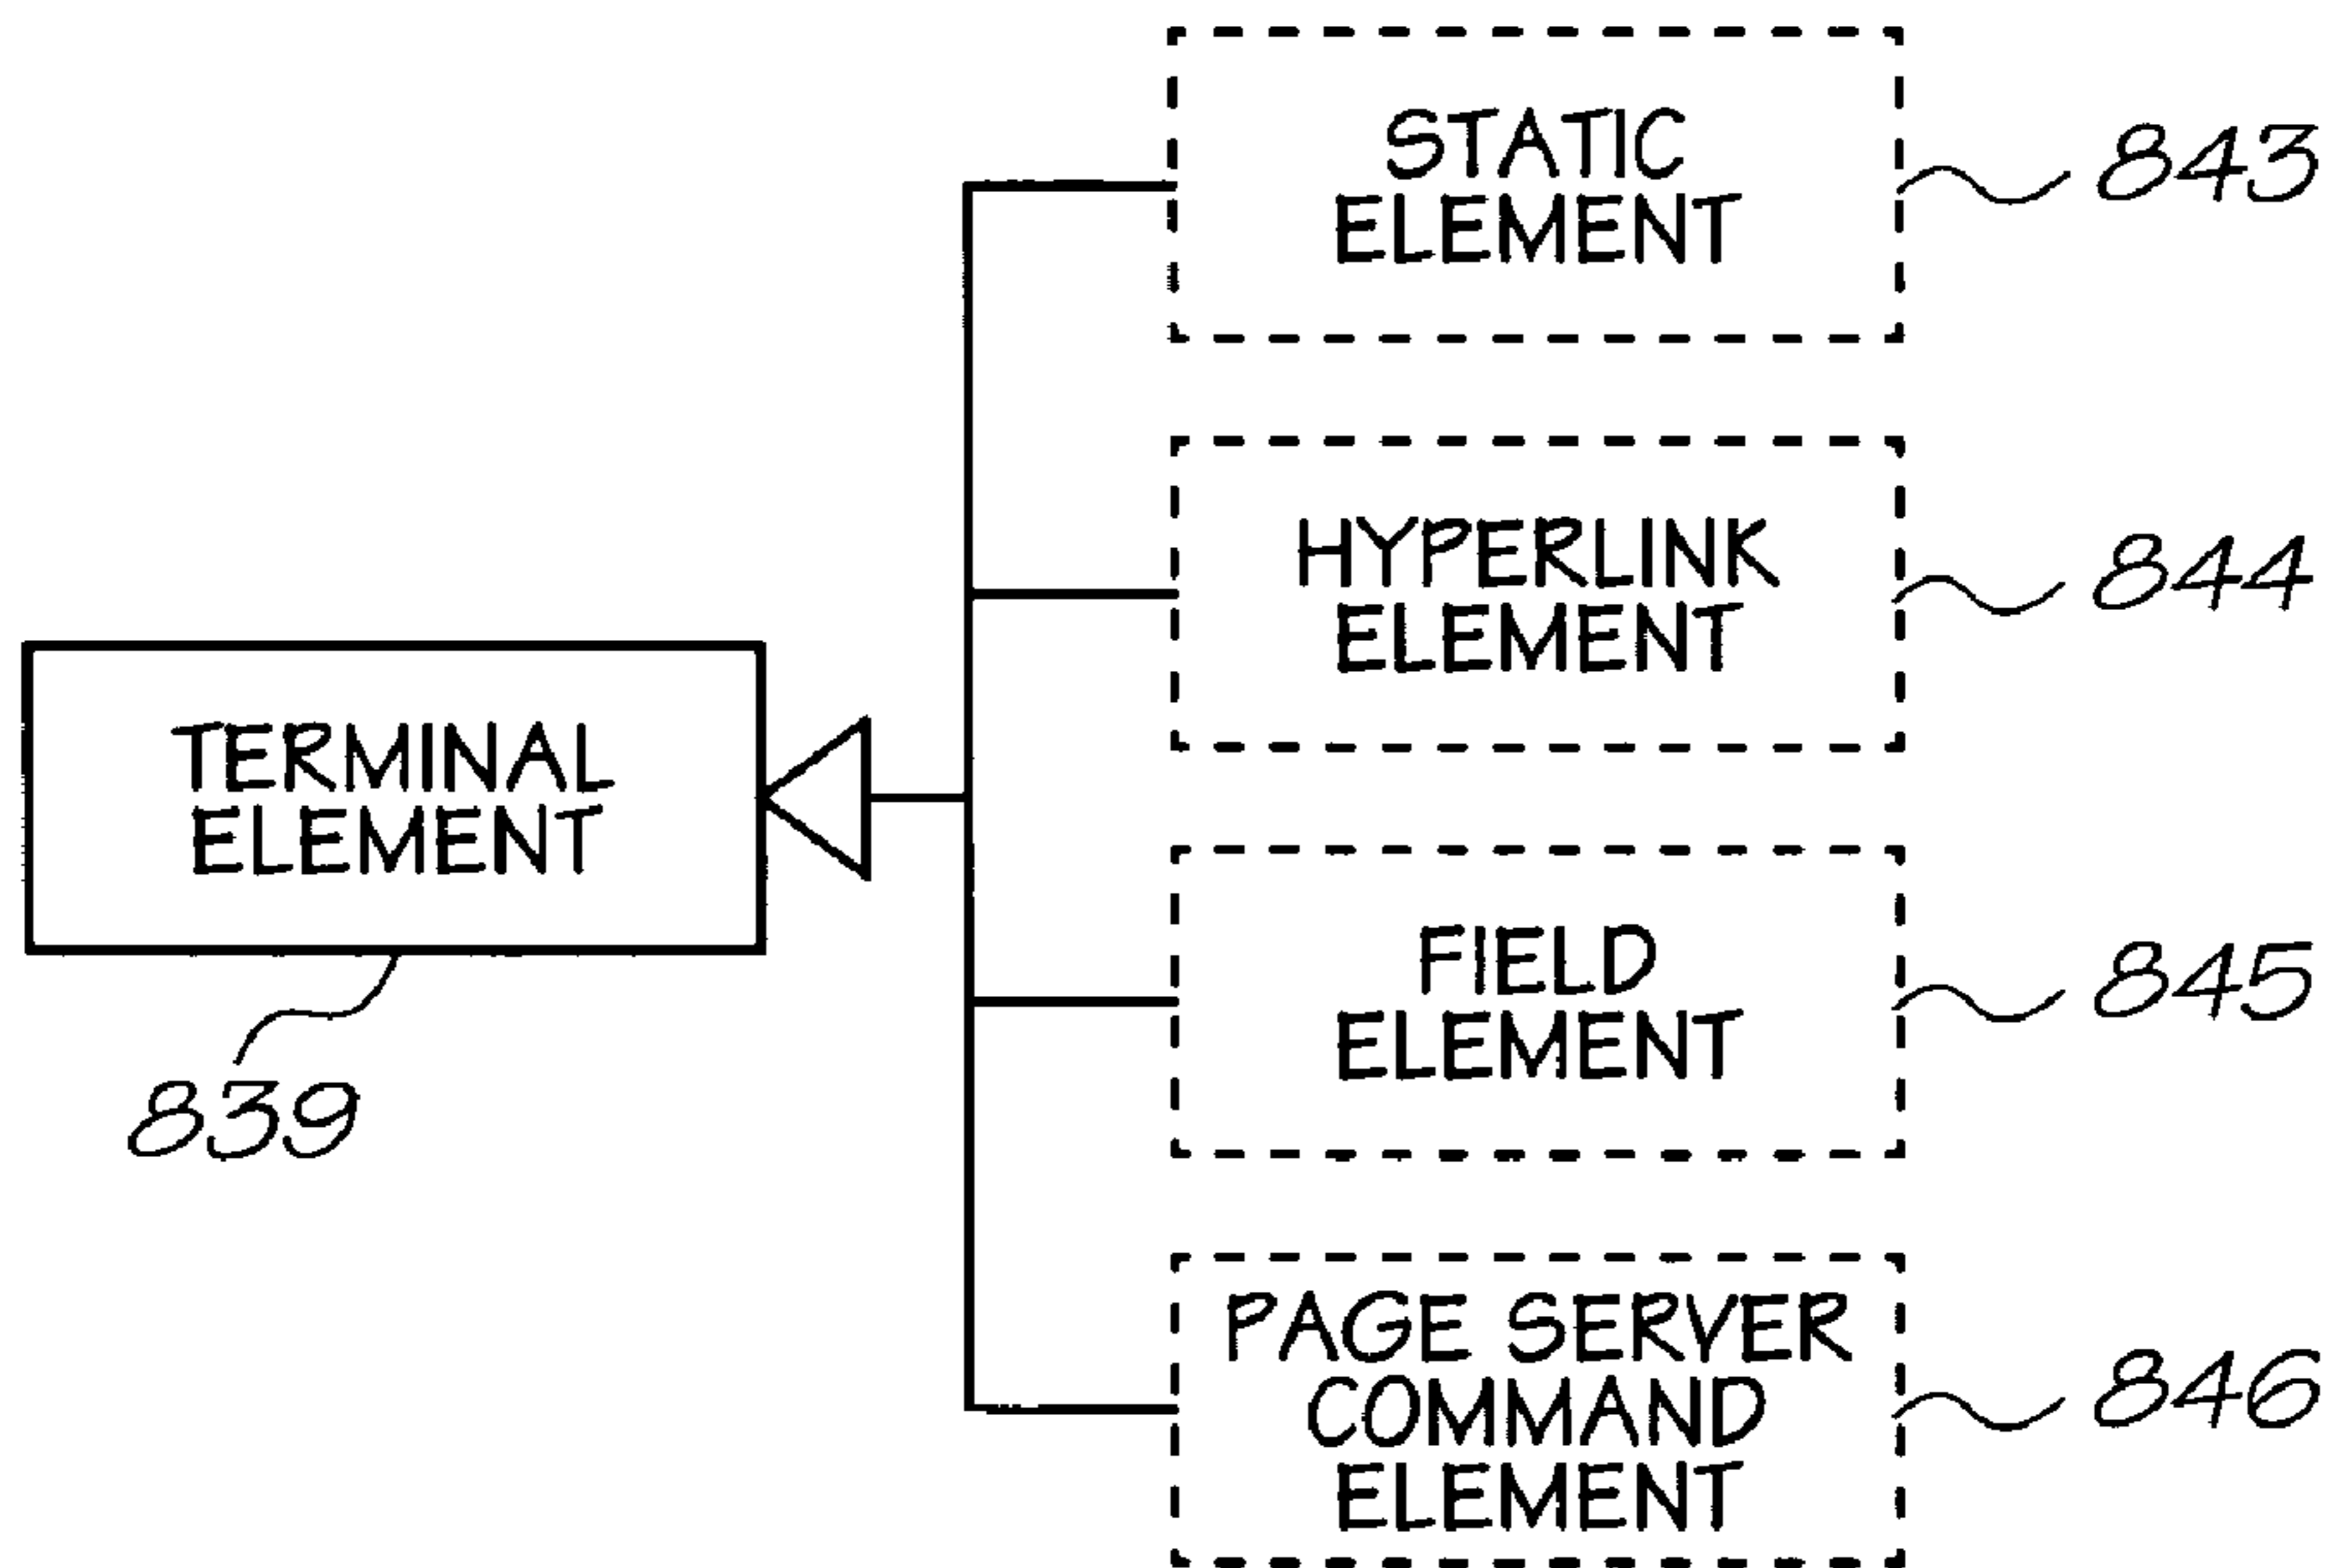 STATIC
ELEMENT
843
HYPERLINK
ELEMENT
844
TERMINAL
ELEMENT
839
FIELD
ELEMENT
845
PAGE SERVER
COMMAND
ELEMENT
846